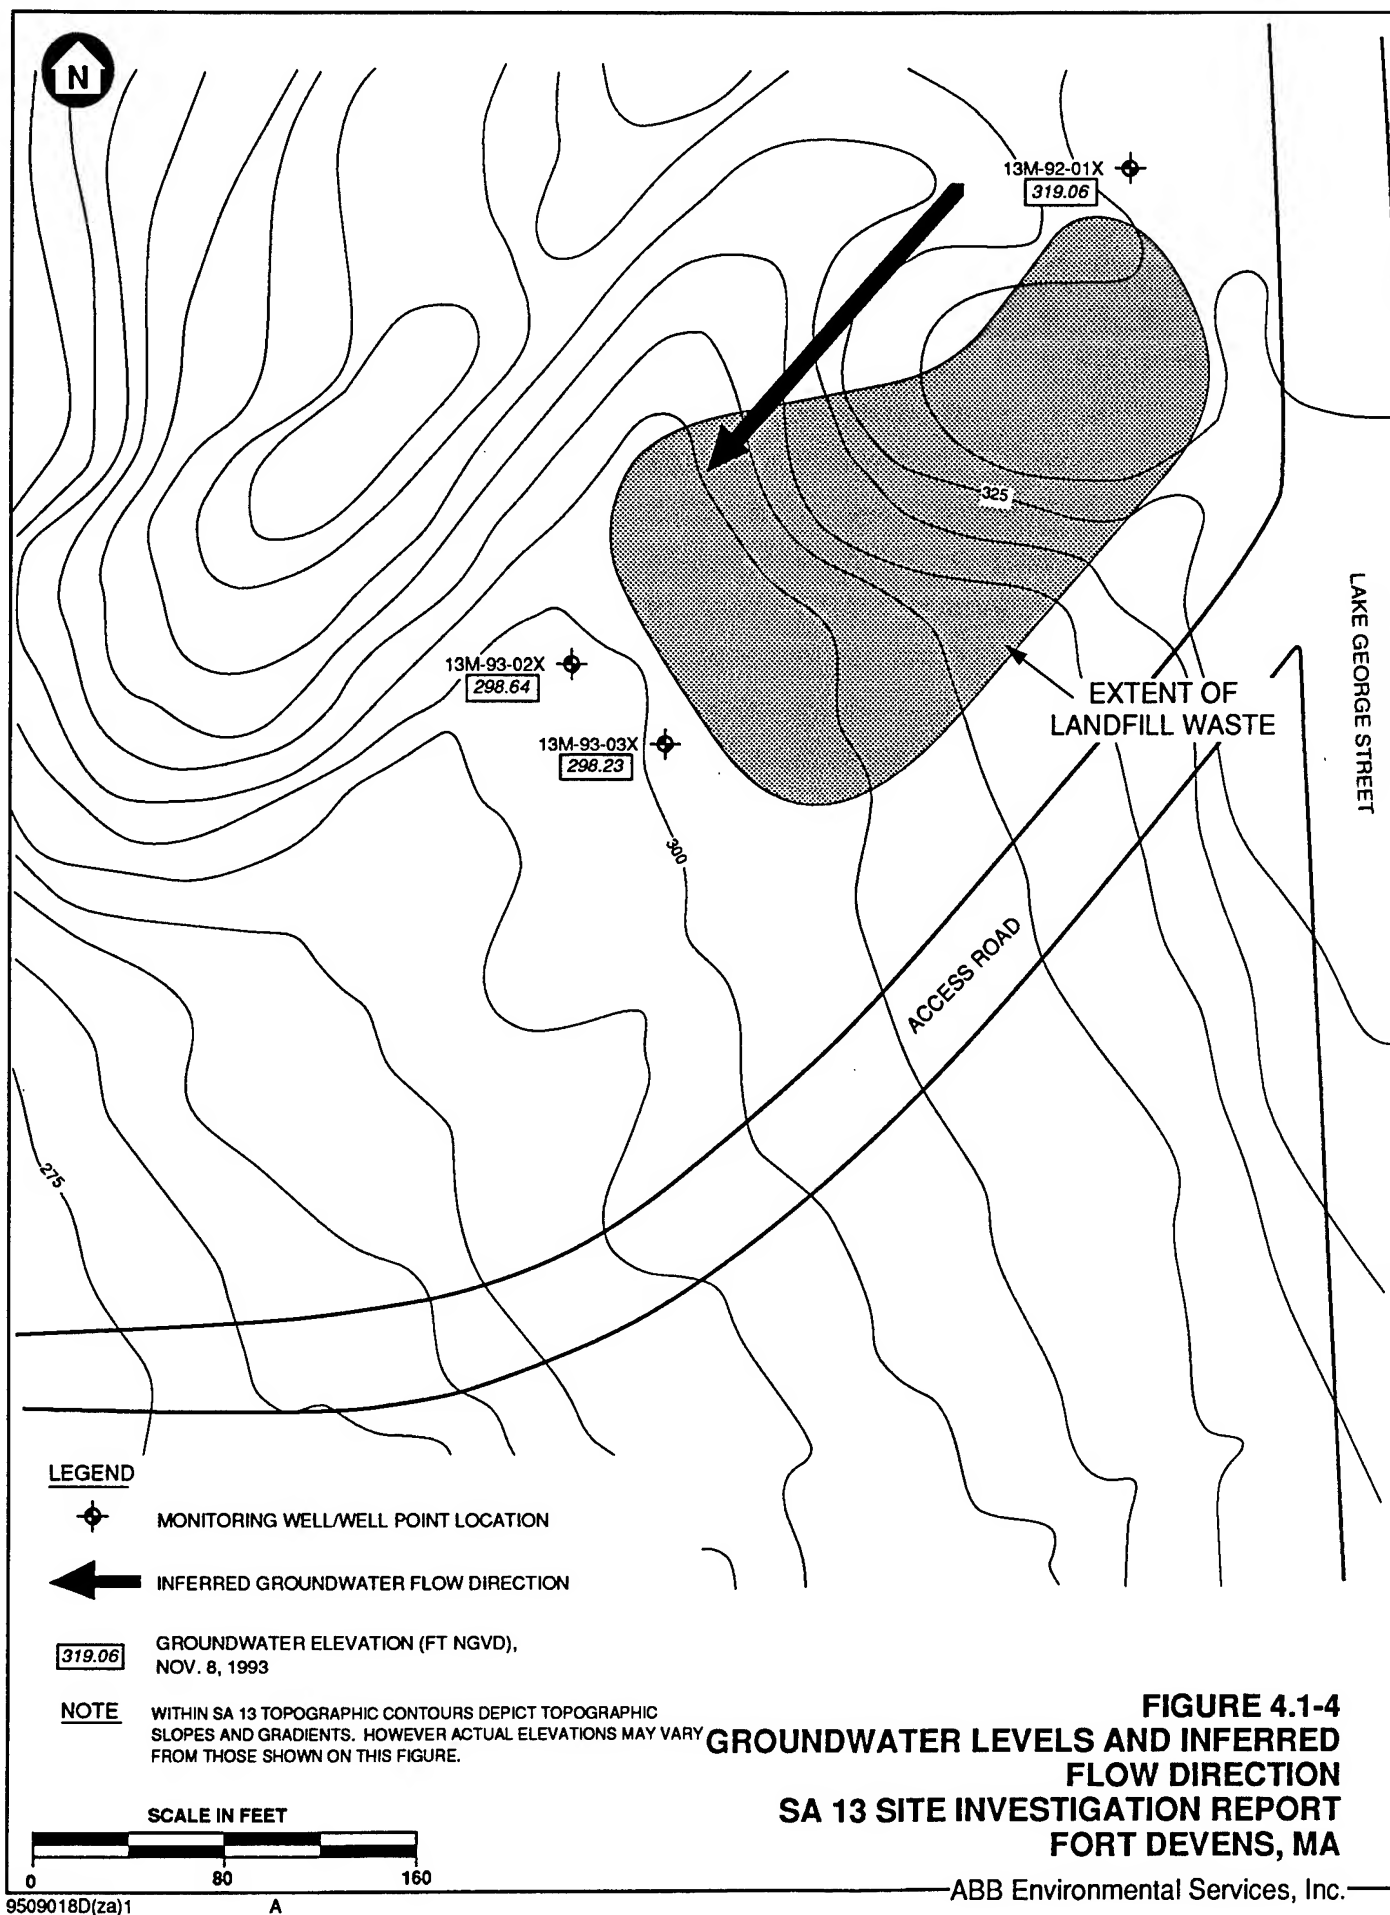 N
13M-92-01X
319.06
325
13M-93-02X
298.64
13M-93-03X
298.23
EXTENT OF
LANDFILL WASTE
LAKE GEORGE STREET
300
ACCESS ROAD
275
LEGEND
MONITORING WELL/WELL POINT LOCATION
INFERRED GROUNDWATER FLOW DIRECTION
319.06
GROUNDWATER ELEVATION (FT NGVD),
NOV. 8, 1993
NOTE
WITHIN SA 13 TOPOGRAPHIC CONTOURS DEPICT TOPOGRAPHIC
SLOPES AND GRADIENTS. HOWEVER ACTUAL ELEVATIONS MAY VARY
FROM THOSE SHOWN ON THIS FIGURE.
FIGURE 4.1-4
GROUNDWATER LEVELS AND INFERRED
FLOW DIRECTION
SA 13 SITE INVESTIGATION REPORT
FORT DEVENS, MA
SCALE IN FEET
0 80 160
ABB Environmental Services, Inc.
9509018D(za)1 A